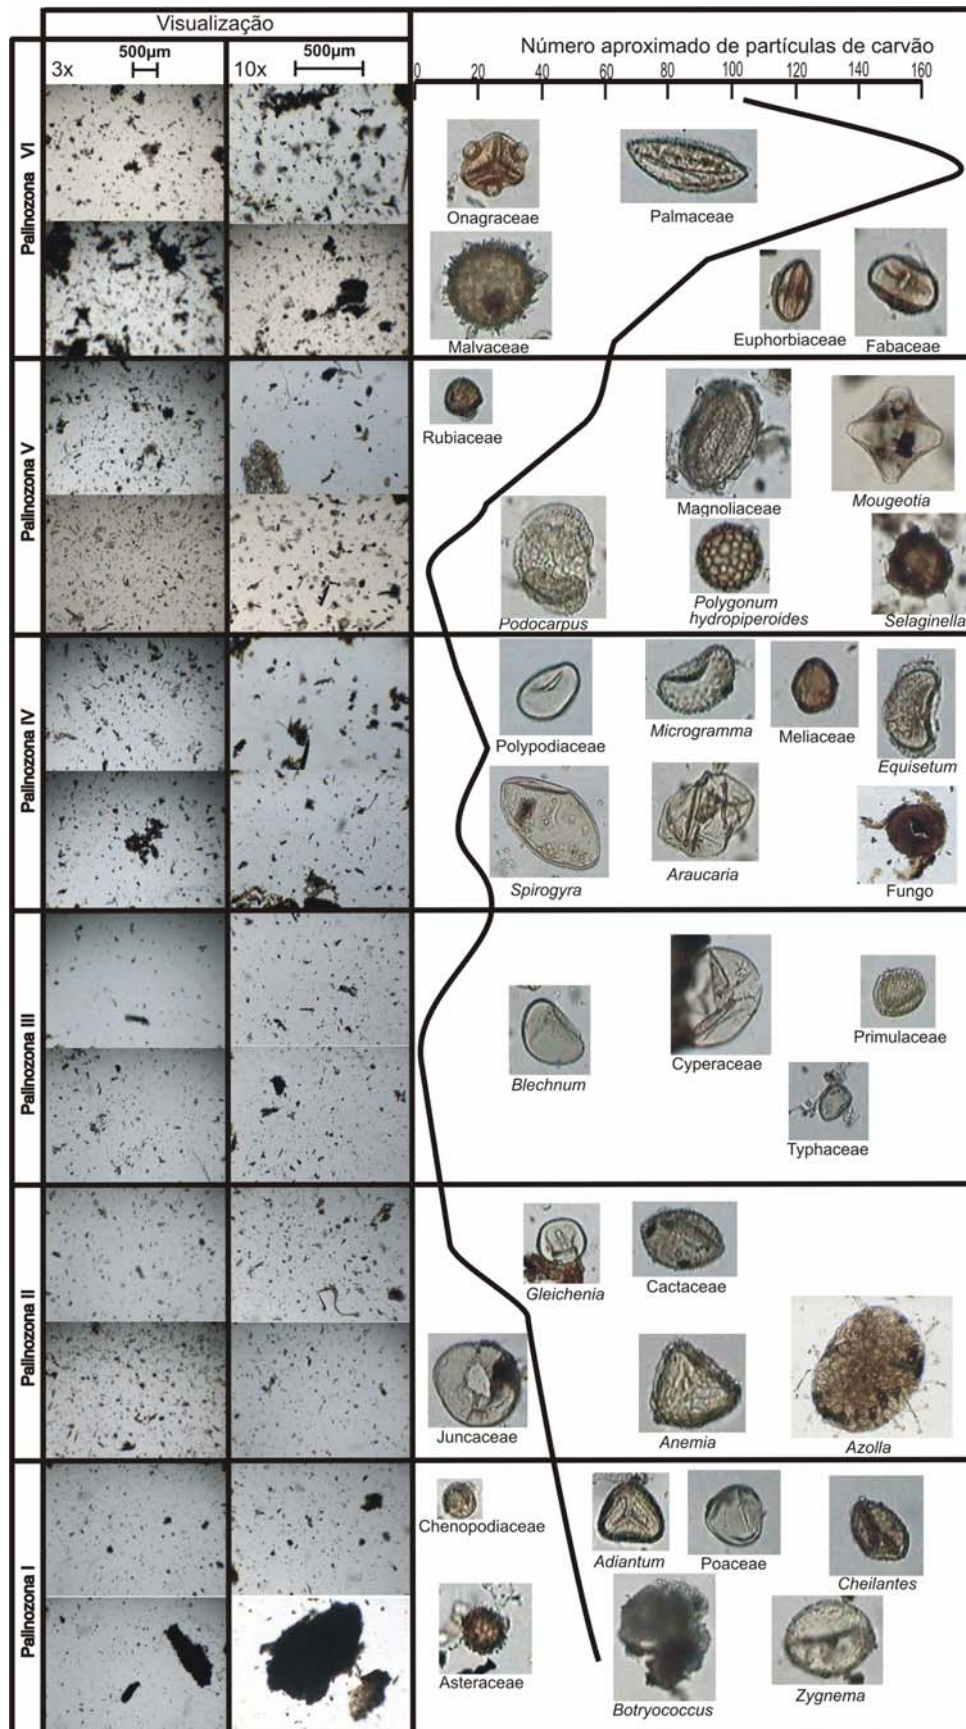 Visualização
500µm
500µm
3x
10x
Número aproximado de partículas de carvão
0
20
40
60
80
100
120
140
160
Palinozona VI
Onagraceae
Palmaceae
Malvaceae
Euphorbiaceae
Fabaceae
Palinozona V
Rubiaceae
Magnoliaceae
Mougeotia
Podocarpus
Polygonum
hydropiperoides
Selaginella
Palinozona IV
Polypodiaceae
Microgramma
Meliaceae
Equisetum
Spirogyra
Araucaria
Fungo
Palinozona III
Blechnum
Cyperaceae
Primulaceae
Typhaceae
Palinozona II
Gleichenia
Cactaceae
Juncaceae
Anemia
Azolla
Palinozona I
Chenopodiaceae
Adiantum
Poaceae
Cheilantes
Asteraceae
Botryococcus
Zygnema